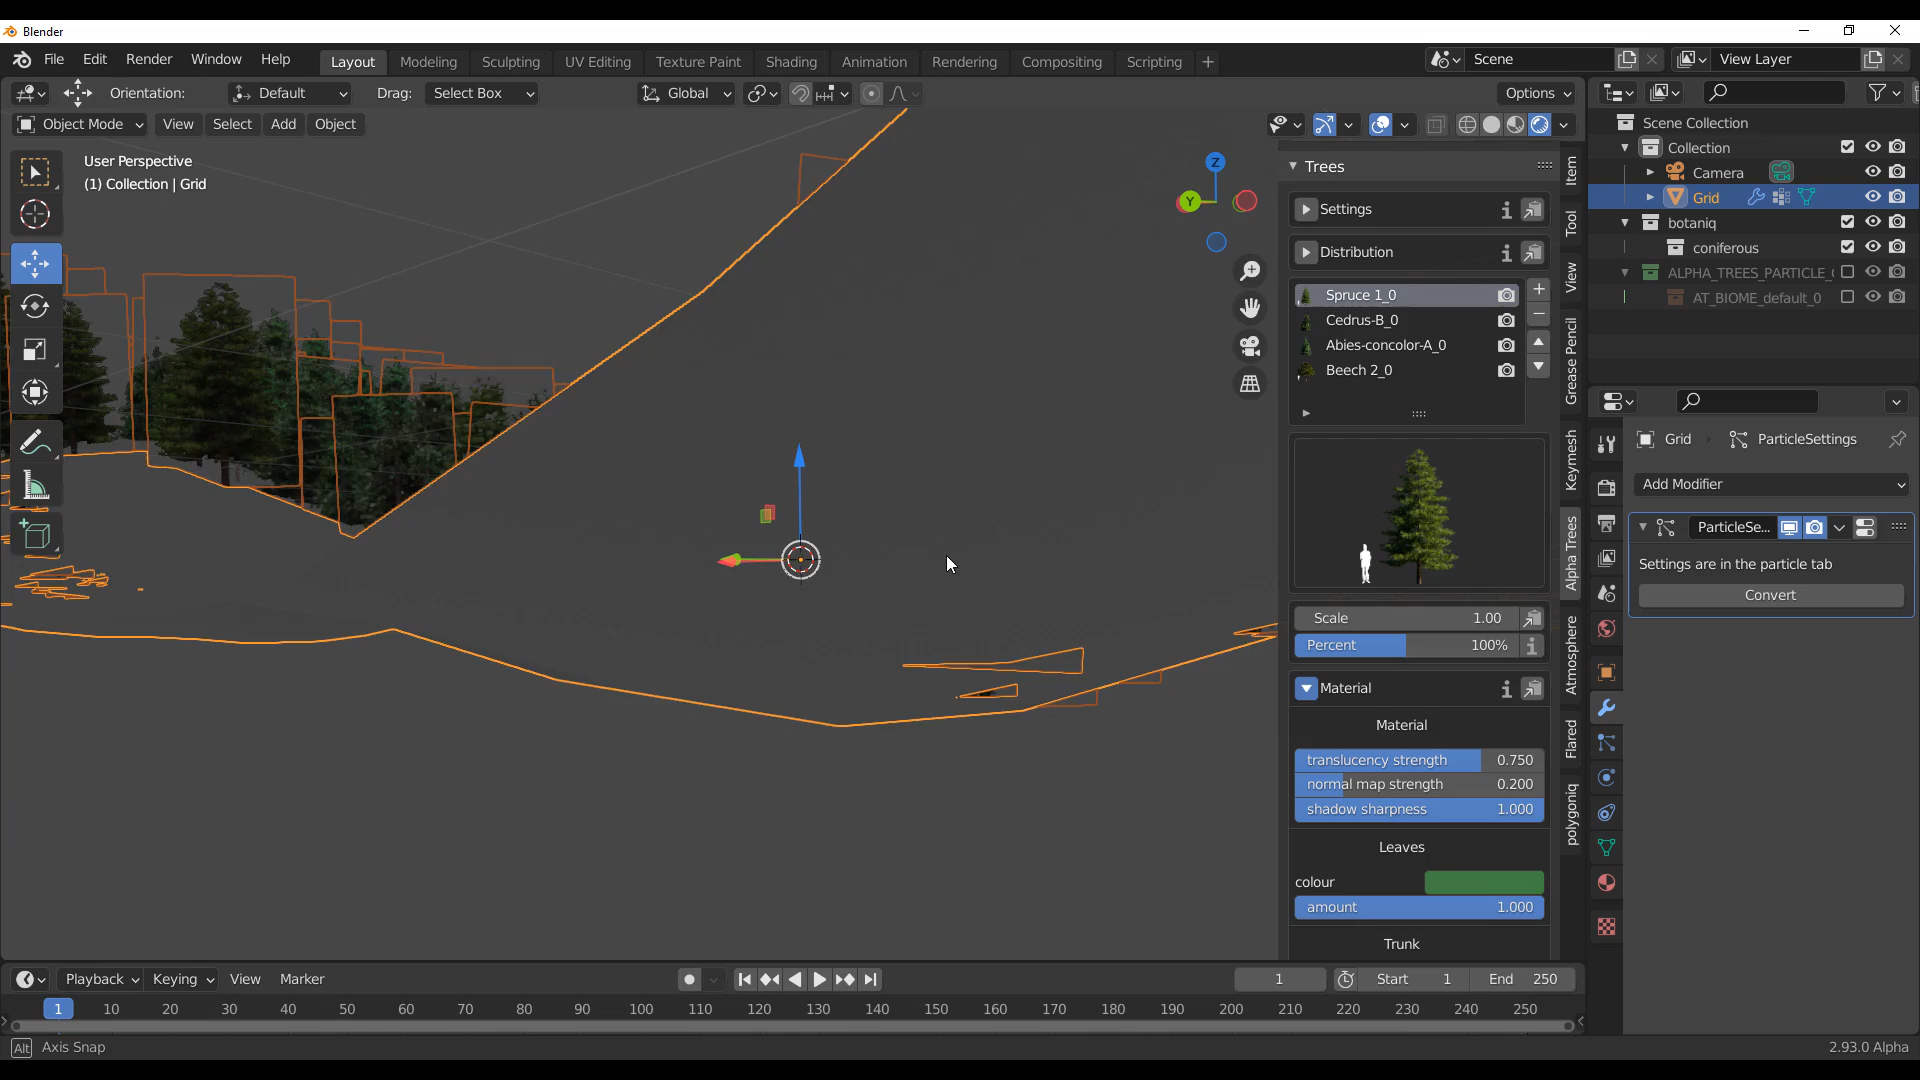 Blender
File Edit Render Window Help Layout Modeling Sculpting UV Editing Texture Paint Shading Animation Rendering Compositing Scripting + Scene View Layer
Orientation: Default Drag: Select Box Global Options
Object Mode View Select Add Object
User Perspective
(1) Collection | Grid
Z
Y
Trees
Settings
Distribution
Spruce 1_0
Cedrus-B_0
Abies-concolor-A_0
Beech 2_0
Scale 1.00
Percent 100%
Material
Material
translucency strength 0.750
normal map strength 0.200
shadow sharpness 1.000
Leaves
colour
amount 1.000
Trunk
Item
Tool
View
Grease Pencil
Keymesh
Alpha Trees
Atmosphere
Flared
polygoniq
Scene Collection
Collection
Camera
Grid
botaniq
coniferous
ALPHA_TREES_PARTICLE_
AT_BIOME_default_0
Grid ParticleSettings
Add Modifier
ParticleSe...
Settings are in the particle tab
Convert
Playback Keying View Marker 1 Start 1 End 250
1 10 20 30 40 50 60 70 80 90 100 110 120 130 140 150 160 170 180 190 200 210 220 230 240 250
Alt Axis Snap 2.93.0 Alpha